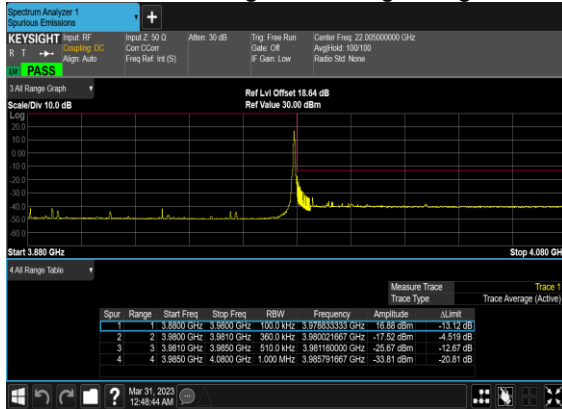 Spectrum Analyzer 1
Spurious Emissions
KEYSIGHT Input: RF Input Z: 50 Ω Atten: 30 dB Trig: Free Run Center Freq: 22.005000000 GHz
R T Coupling: DC Corr CCorr Gate: Off Avg|Hold: 100/100
Align: Auto Freq Ref: Int (S) IF Gain: Low Radio Std: None
PASS
3 All Range Graph Ref Lvl Offset 18.64 dB
Scale/Div 10.0 dB Ref Value 30.00 dBm
Log
20.0
10.0
0.00
-10.0
-20.0
-30.0
-40.0
-50.0
-60.0
Start 3.880 GHz Stop 4.080 GH
4 All Range Table
Measure Trace Trace 1
Trace Type Trace Average (Active)
Spur Range Start Freq Stop Freq RBW Frequency Amplitude ΔLimit
1 1 3.8800 GHz 3.9800 GHz 100.0 kHz 3.978833333 GHz 16.88 dBm -13.12 dB
2 2 3.9800 GHz 3.9810 GHz 360.0 kHz 3.980021667 GHz -17.52 dBm -4.519 dB
3 3 3.9810 GHz 3.9850 GHz 510.0 kHz 3.981160000 GHz -25.67 dBm -12.67 dB
4 4 3.9850 GHz 4.0800 GHz 1.000 MHz 3.985791667 GHz -33.81 dBm -20.81 dB
? Mar 31, 2023
12:48:44 AM